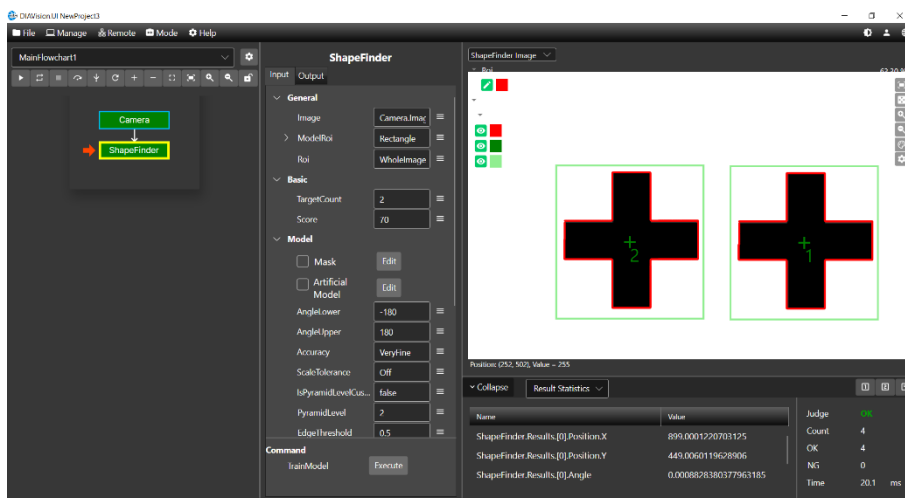 DIAVision.UI NewProject3
File Manage Remote Mode Help
MainFlowchart1
Camera
ShapeFinder
ShapeFinder
Input Output
General
Image Camera.Imag
ModelRoi Rectangle
Roi WholeImage
Basic
TargetCount 2
Score 70
Model
Mask Edit
Artificial Model Edit
AngleLower -180
AngleUpper 180
Accuracy VeryFine
ScaleTolerance Off
IsPyramidLevelCus... false
PyramidLevel 2
EdgeThreshold 0.5
Command
TrainModel Execute
ShapeFinder Image
Roi
2
1
Position: (252, 502), Value = 255
Collapse Result Statistics
1 2
Name Value
ShapeFinder.Results.[0].Position.X 899.0001220703125
ShapeFinder.Results.[0].Position.Y 449.0060119628906
ShapeFinder.Results.[0].Angle 0.0008828380377963185
Judge OK
Count 4
OK 4
NG 0
Time 20.1 ms